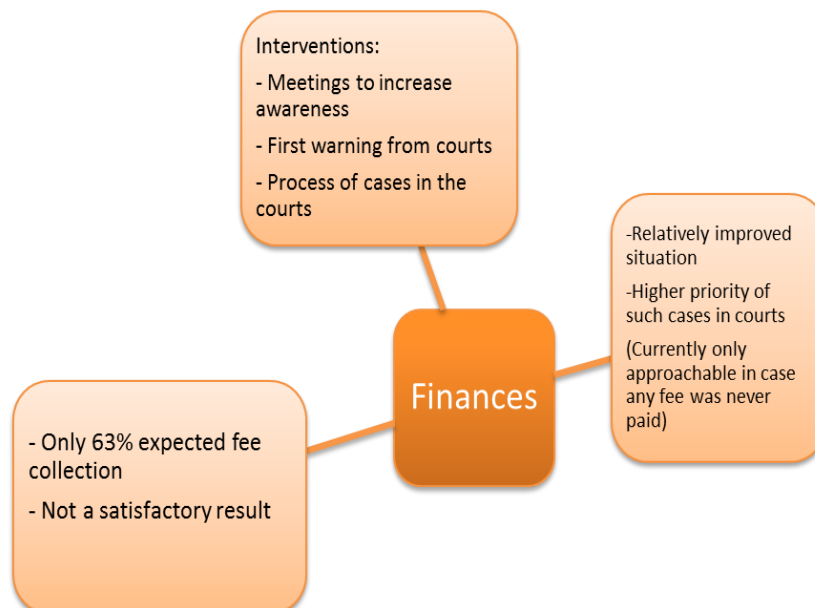 Interventions:
- Meetings to increase
awareness
- First warning from courts
- Process of cases in the
courts
-Relatively improved
situation
-Higher priority of
such cases in courts
(Currently only
approachable in case
any fee was never
paid)
Finances
- Only 63% expected fee
collection
- Not a satisfactory result